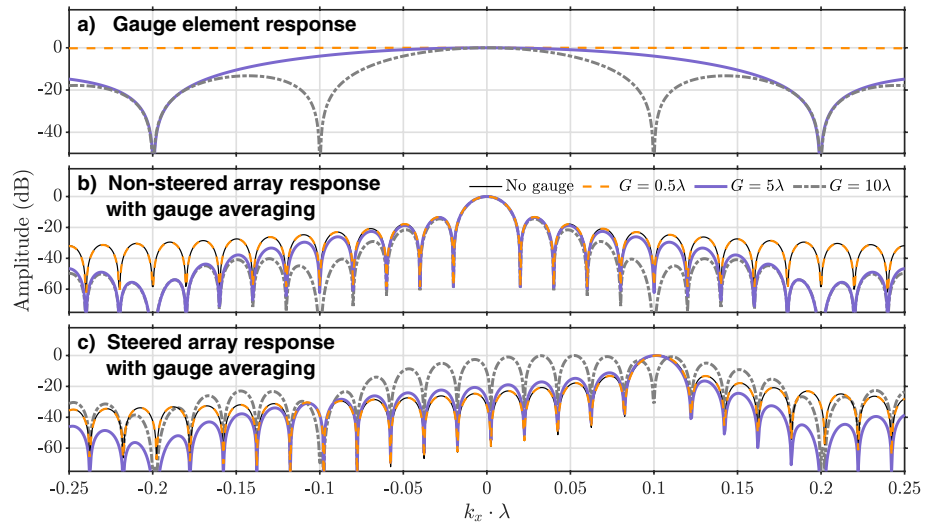 a) Gauge element response
0
-20
-40
b) Non-steered array response
with gauge averaging
No gauge
G = 0.5λ
G = 5λ
G = 10λ
0
-20
-40
-60
Amplitude (dB)
c) Steered array response
with gauge averaging
0
-20
-40
-60
-0.25 -0.2 -0.15 -0.1 -0.05 0 0.05 0.1 0.15 0.2 0.25
kₓ · λ